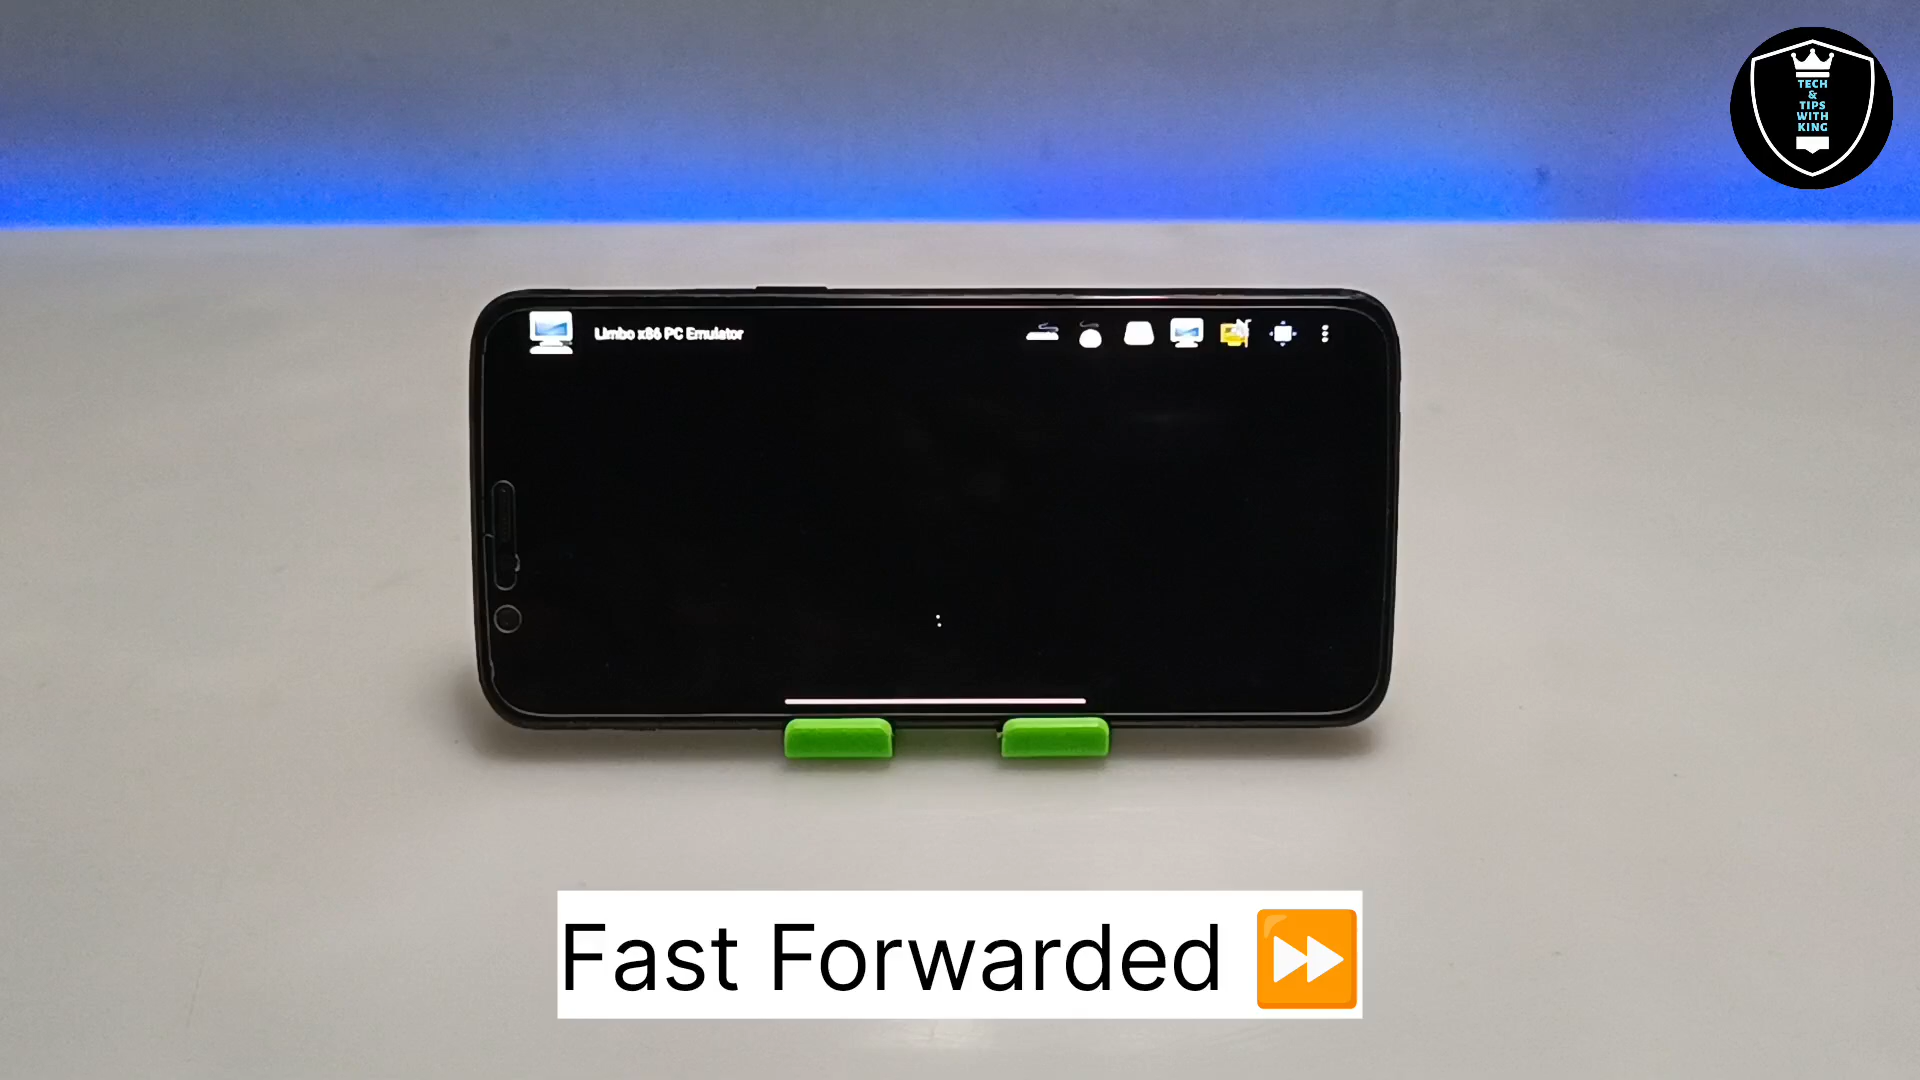 TECH
&
TIPS
WITH
KING
Limbo x86 PC Emulator
Fast Forwarded ⏩